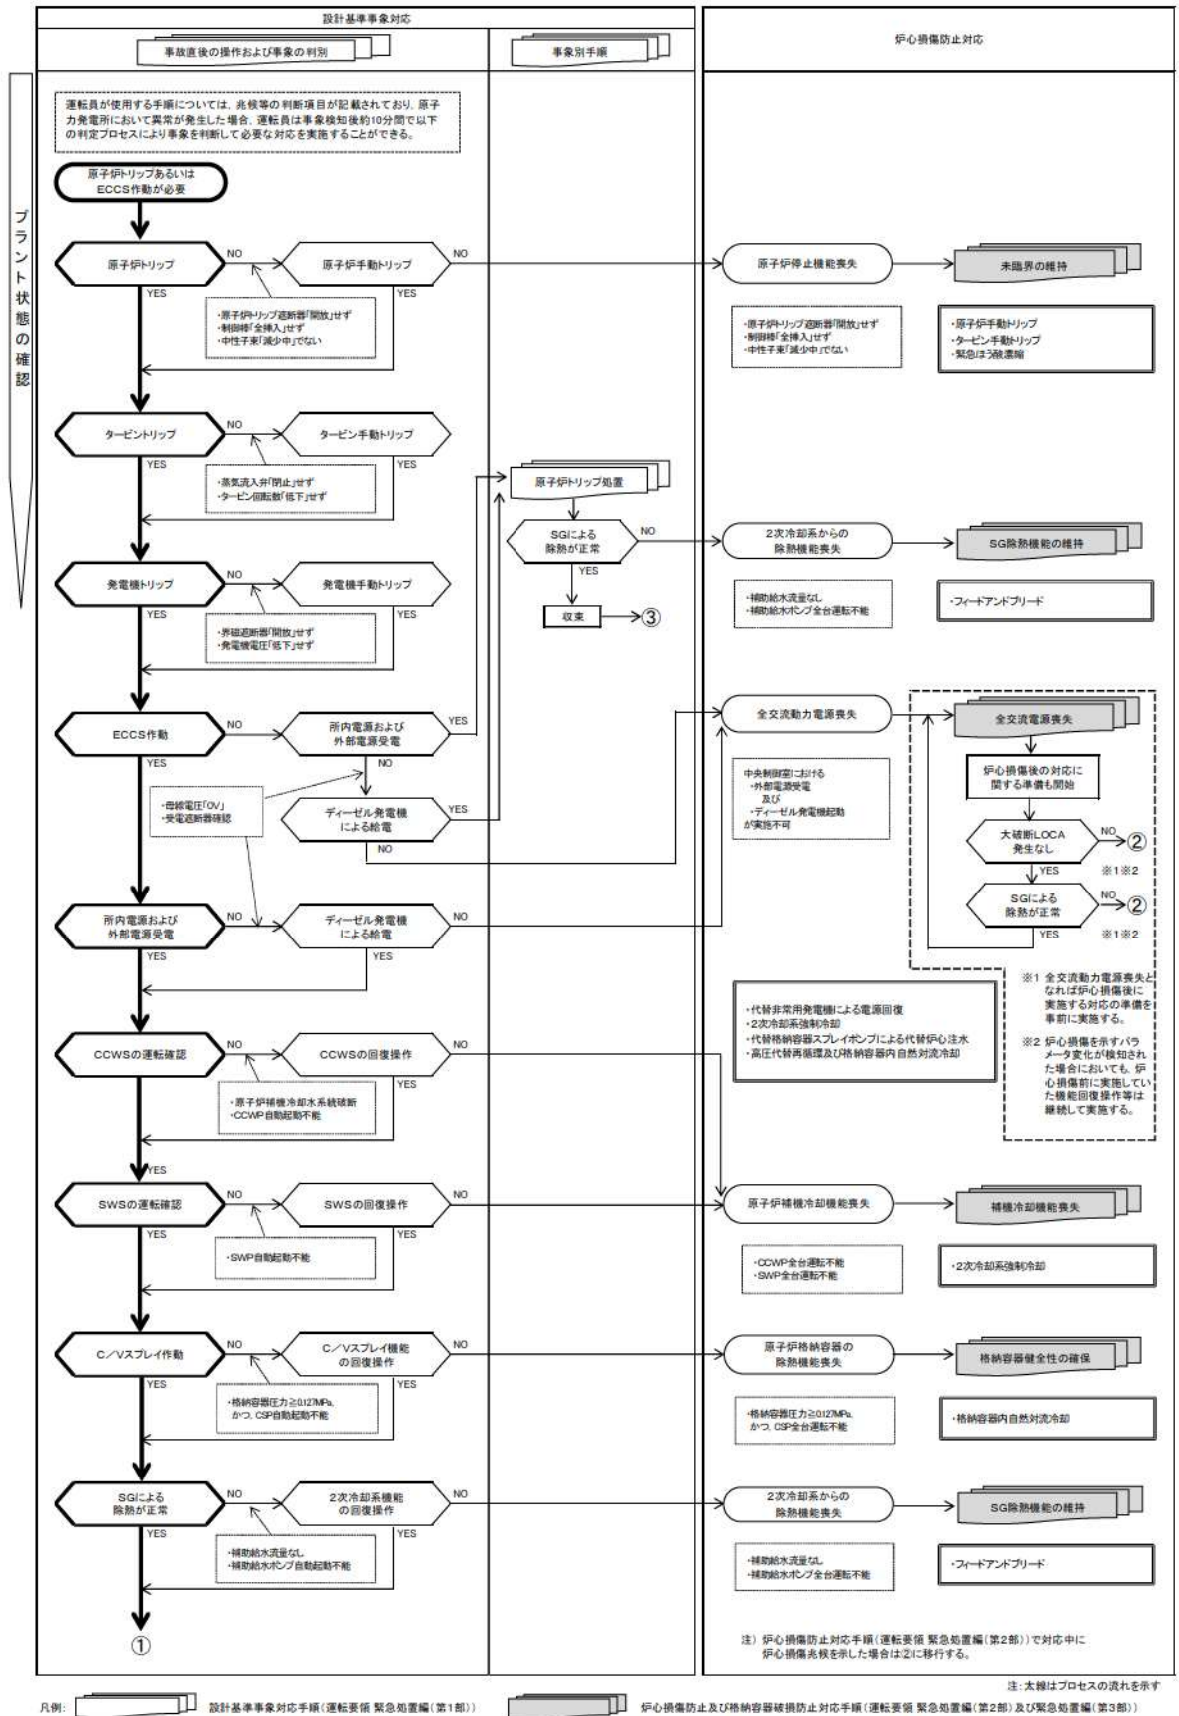 設計基準事象対応
事故直後の操作および事象の判別
事象別手順
炉心損傷防止対応
プラント状態の確認
運転員が使用する手順については、兆候等の判断項目が記載されており、原子
力発電所において異常が発生した場合、運転員は事象検知後約10分間で以下
の判定プロセスにより事象を判断して必要な対応を実施することができる。
原子炉トリップあるいは
ECCS作動が必要
原子炉トリップ
NO
原子炉手動トリップ
NO
原子炉停止機能喪失
未臨界の維持
YES
YES
・原子炉トリップ遮断器「開放」せず
・制御棒「全挿入」せず
・中性子束「減少中」でない
・原子炉トリップ遮断器「開放」せず
・制御棒「全挿入」せず
・中性子束「減少中」でない
・原子炉手動トリップ
・タービン手動トリップ
・緊急ほう酸濃縮
タービントリップ
NO
タービン手動トリップ
YES
YES
・蒸気流入弁「閉止」せず
・タービン回転数「低下」せず
原子炉トリップ処置
SGによる
除熱が正常
NO
YES
収束
③
2次冷却系からの
除熱機能喪失
SG除熱機能の維持
・補助給水流量なし
・補助給水ポンプ全台運転不能
・フィードアンドブリード
発電機トリップ
NO
発電機手動トリップ
YES
YES
・界磁遮断器「開放」せず
・発電機電圧「低下」せず
ECCS作動
NO
所内電源および
外部電源受電
YES
YES
NO
・母線電圧「0V」
・受電遮断器確認
ディーゼル発電機
による給電
YES
NO
全交流動力電源喪失
全交流電源喪失
中央制御室における
・外部電源受電
及び
・ディーゼル発電機起動
が実施不可
炉心損傷後の対応に
関する準備も開始
大破断LOCA
発生なし
NO
②
YES
※1※2
SGによる
除熱が正常
NO
②
YES
※1※2
所内電源および
外部電源受電
NO
ディーゼル発電機
による給電
NO
YES
YES
※1 全交流動力電源喪失と
なれば炉心損傷後に
実施する対応の準備を
事前に実施する。
※2 炉心損傷を示すパラ
メータ変化が検知され
た場合においても、炉
心損傷前に実施してい
た機能回復操作等は
継続して実施する。
・代替非常用発電機による電源回復
・2次冷却系強制冷却
・代替格納容器スプレイポンプによる代替炉心注水
・高圧代替再循環及び格納容器内自然対流冷却
CCWSの運転確認
NO
CCWSの回復操作
NO
YES
YES
・原子炉補機冷却水系統破断
・CCWP自動起動不能
YES
SWSの運転確認
NO
SWSの回復操作
NO
原子炉補機冷却機能喪失
補機冷却機能喪失
YES
YES
・SWP自動起動不能
・CCWP全台運転不能
・SWP全台運転不能
・2次冷却系強制冷却
C/Vスプレイ作動
NO
C/Vスプレイ機能
の回復操作
NO
原子炉格納容器の
除熱機能喪失
格納容器健全性の確保
YES
YES
・格納容器圧力≧0.127MPa、
かつ、CSP自動起動不能
・格納容器圧力≧0.127MPa、
かつ、CSP全台運転不能
・格納容器内自然対流冷却
SGによる
除熱が正常
NO
2次冷却系機能
の回復操作
NO
2次冷却系からの
除熱機能喪失
SG除熱機能の維持
YES
YES
・補助給水流量なし
・補助給水ポンプ自動起動不能
・補助給水流量なし
・補助給水ポンプ全台運転不能
・フィードアンドブリード
①
注）炉心損傷防止対応手順（運転要領 緊急処置編（第2部））で対応中に
炉心損傷兆候を示した場合は②に移行する。
注：太線はプロセスの流れを示す
凡例：
設計基準事象対応手順（運転要領 緊急処置編（第1部））
炉心損傷防止及び格納容器破損防止対応手順（運転要領 緊急処置編（第2部）及び緊急処置編（第3部））